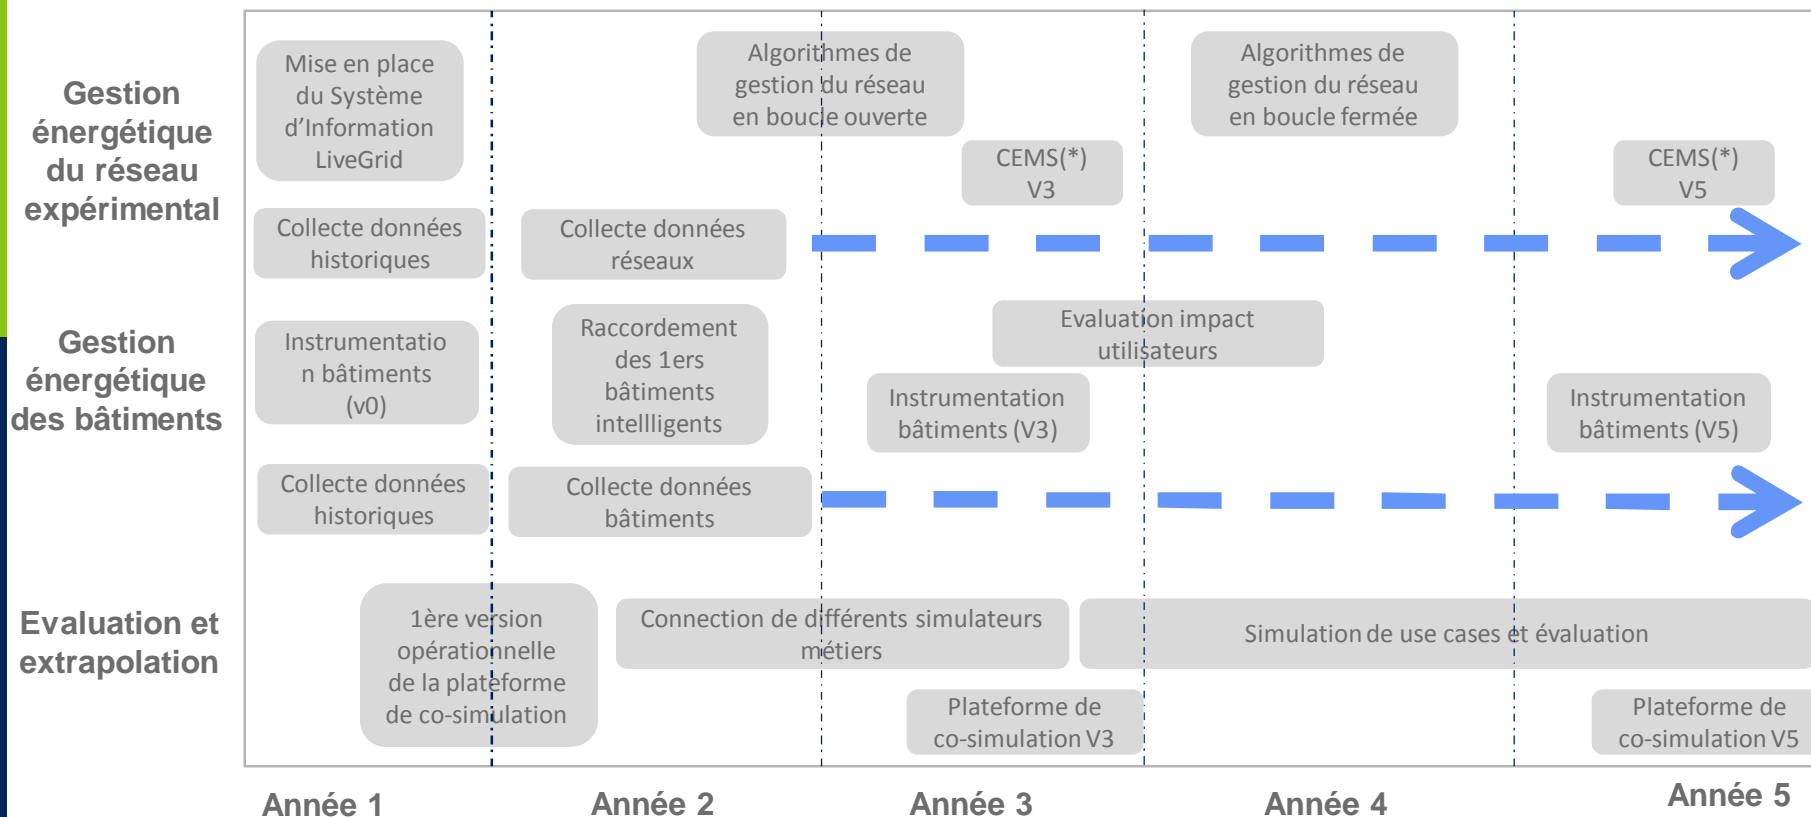 Gestion
énergétique
du réseau
expérimental
Mise en place
du Système
d’Information
LiveGrid
Algorithmes de
gestion du réseau
en boucle ouverte
Algorithmes de
gestion du réseau
en boucle fermée
CEMS(*)
V3
CEMS(*)
V5
Collecte données
historiques
Collecte données
réseaux
Gestion
énergétique
des bâtiments
Instrumentatio
n bâtiments
(v0)
Raccordement
des 1ers
bâtiments
intellligents
Evaluation impact
utilisateurs
Instrumentation
bâtiments (V3)
Instrumentation
bâtiments (V5)
Collecte données
historiques
Collecte données
bâtiments
Evaluation et
extrapolation
1ère version
opérationnelle
de la plateforme
de co-simulation
Connection de différents simulateurs
métiers
Simulation de use cases et évaluation
Plateforme de
co-simulation V3
Plateforme de
co-simulation V5
Année 1
Année 2
Année 3
Année 4
Année 5